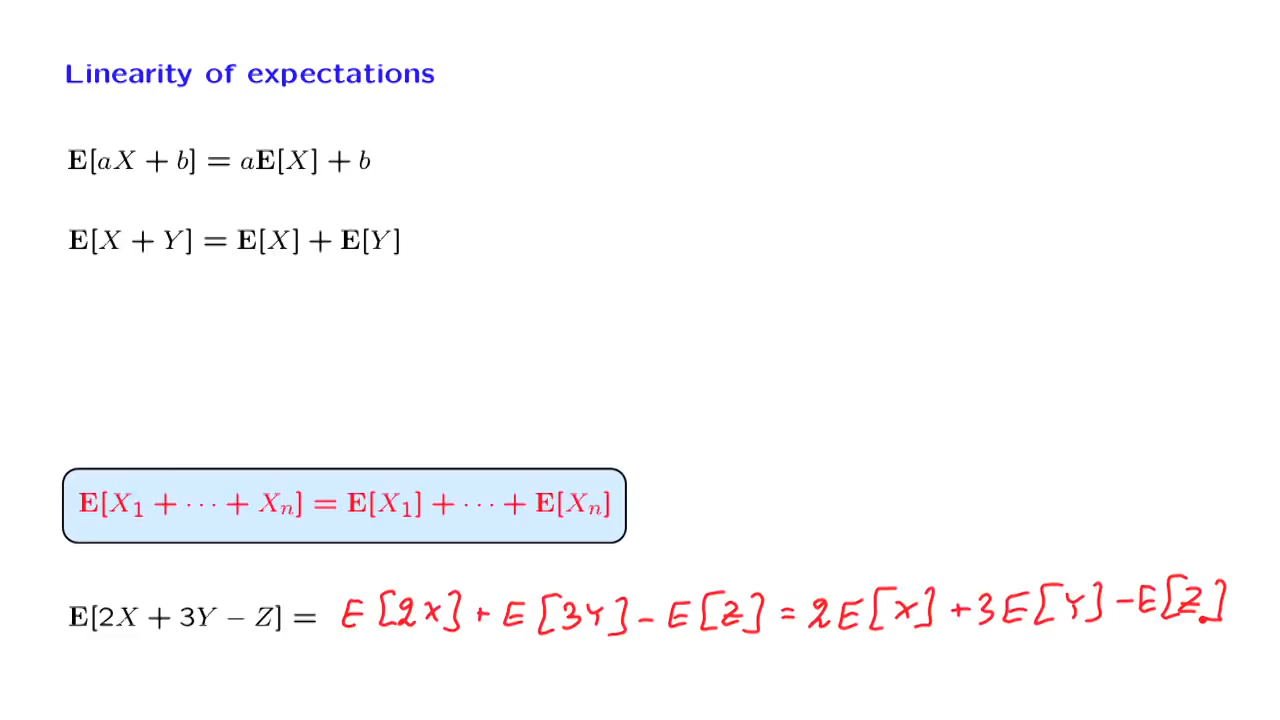 Linearity of expectations
E[aX + b] = aE[X] + b
E[X + Y] = E[X] + E[Y]
E[X₁ + ⋯ + Xₙ] = E[X₁] + ⋯ + E[Xₙ]
E[2X + 3Y − Z] = E[2X] + E[3Y] − E[Z] = 2E[X] + 3E[Y] − E[Z]